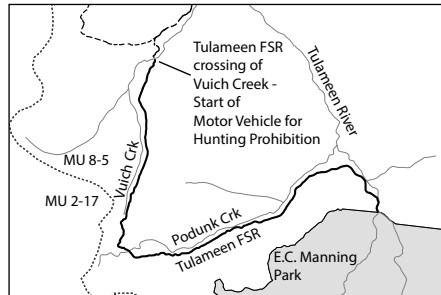 Tulameen FSR
crossing of
Vuich Creek -
Start of
Motor Vehicle for
Hunting Prohibition
Tulameen River
MU 8-5
Vuich Crk
MU 2-17
Podunk Crk
Tulameen FSR
E.C. Manning
Park